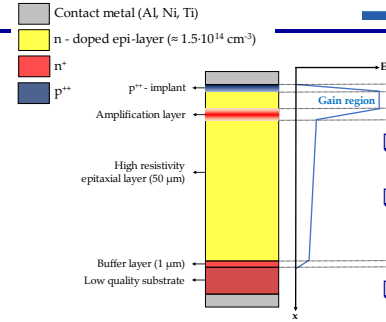 Contact metal (Al, Ni, Ti)
n - doped epi-layer (≈ 1.5·10¹⁴ cm⁻³)
n⁺
p⁺⁺
E
p⁺⁺- implant
Gain region
Amplification layer
High resistivity
epitaxial layer (50 µm)
Buffer layer (1 µm)
Low quality substrate
x